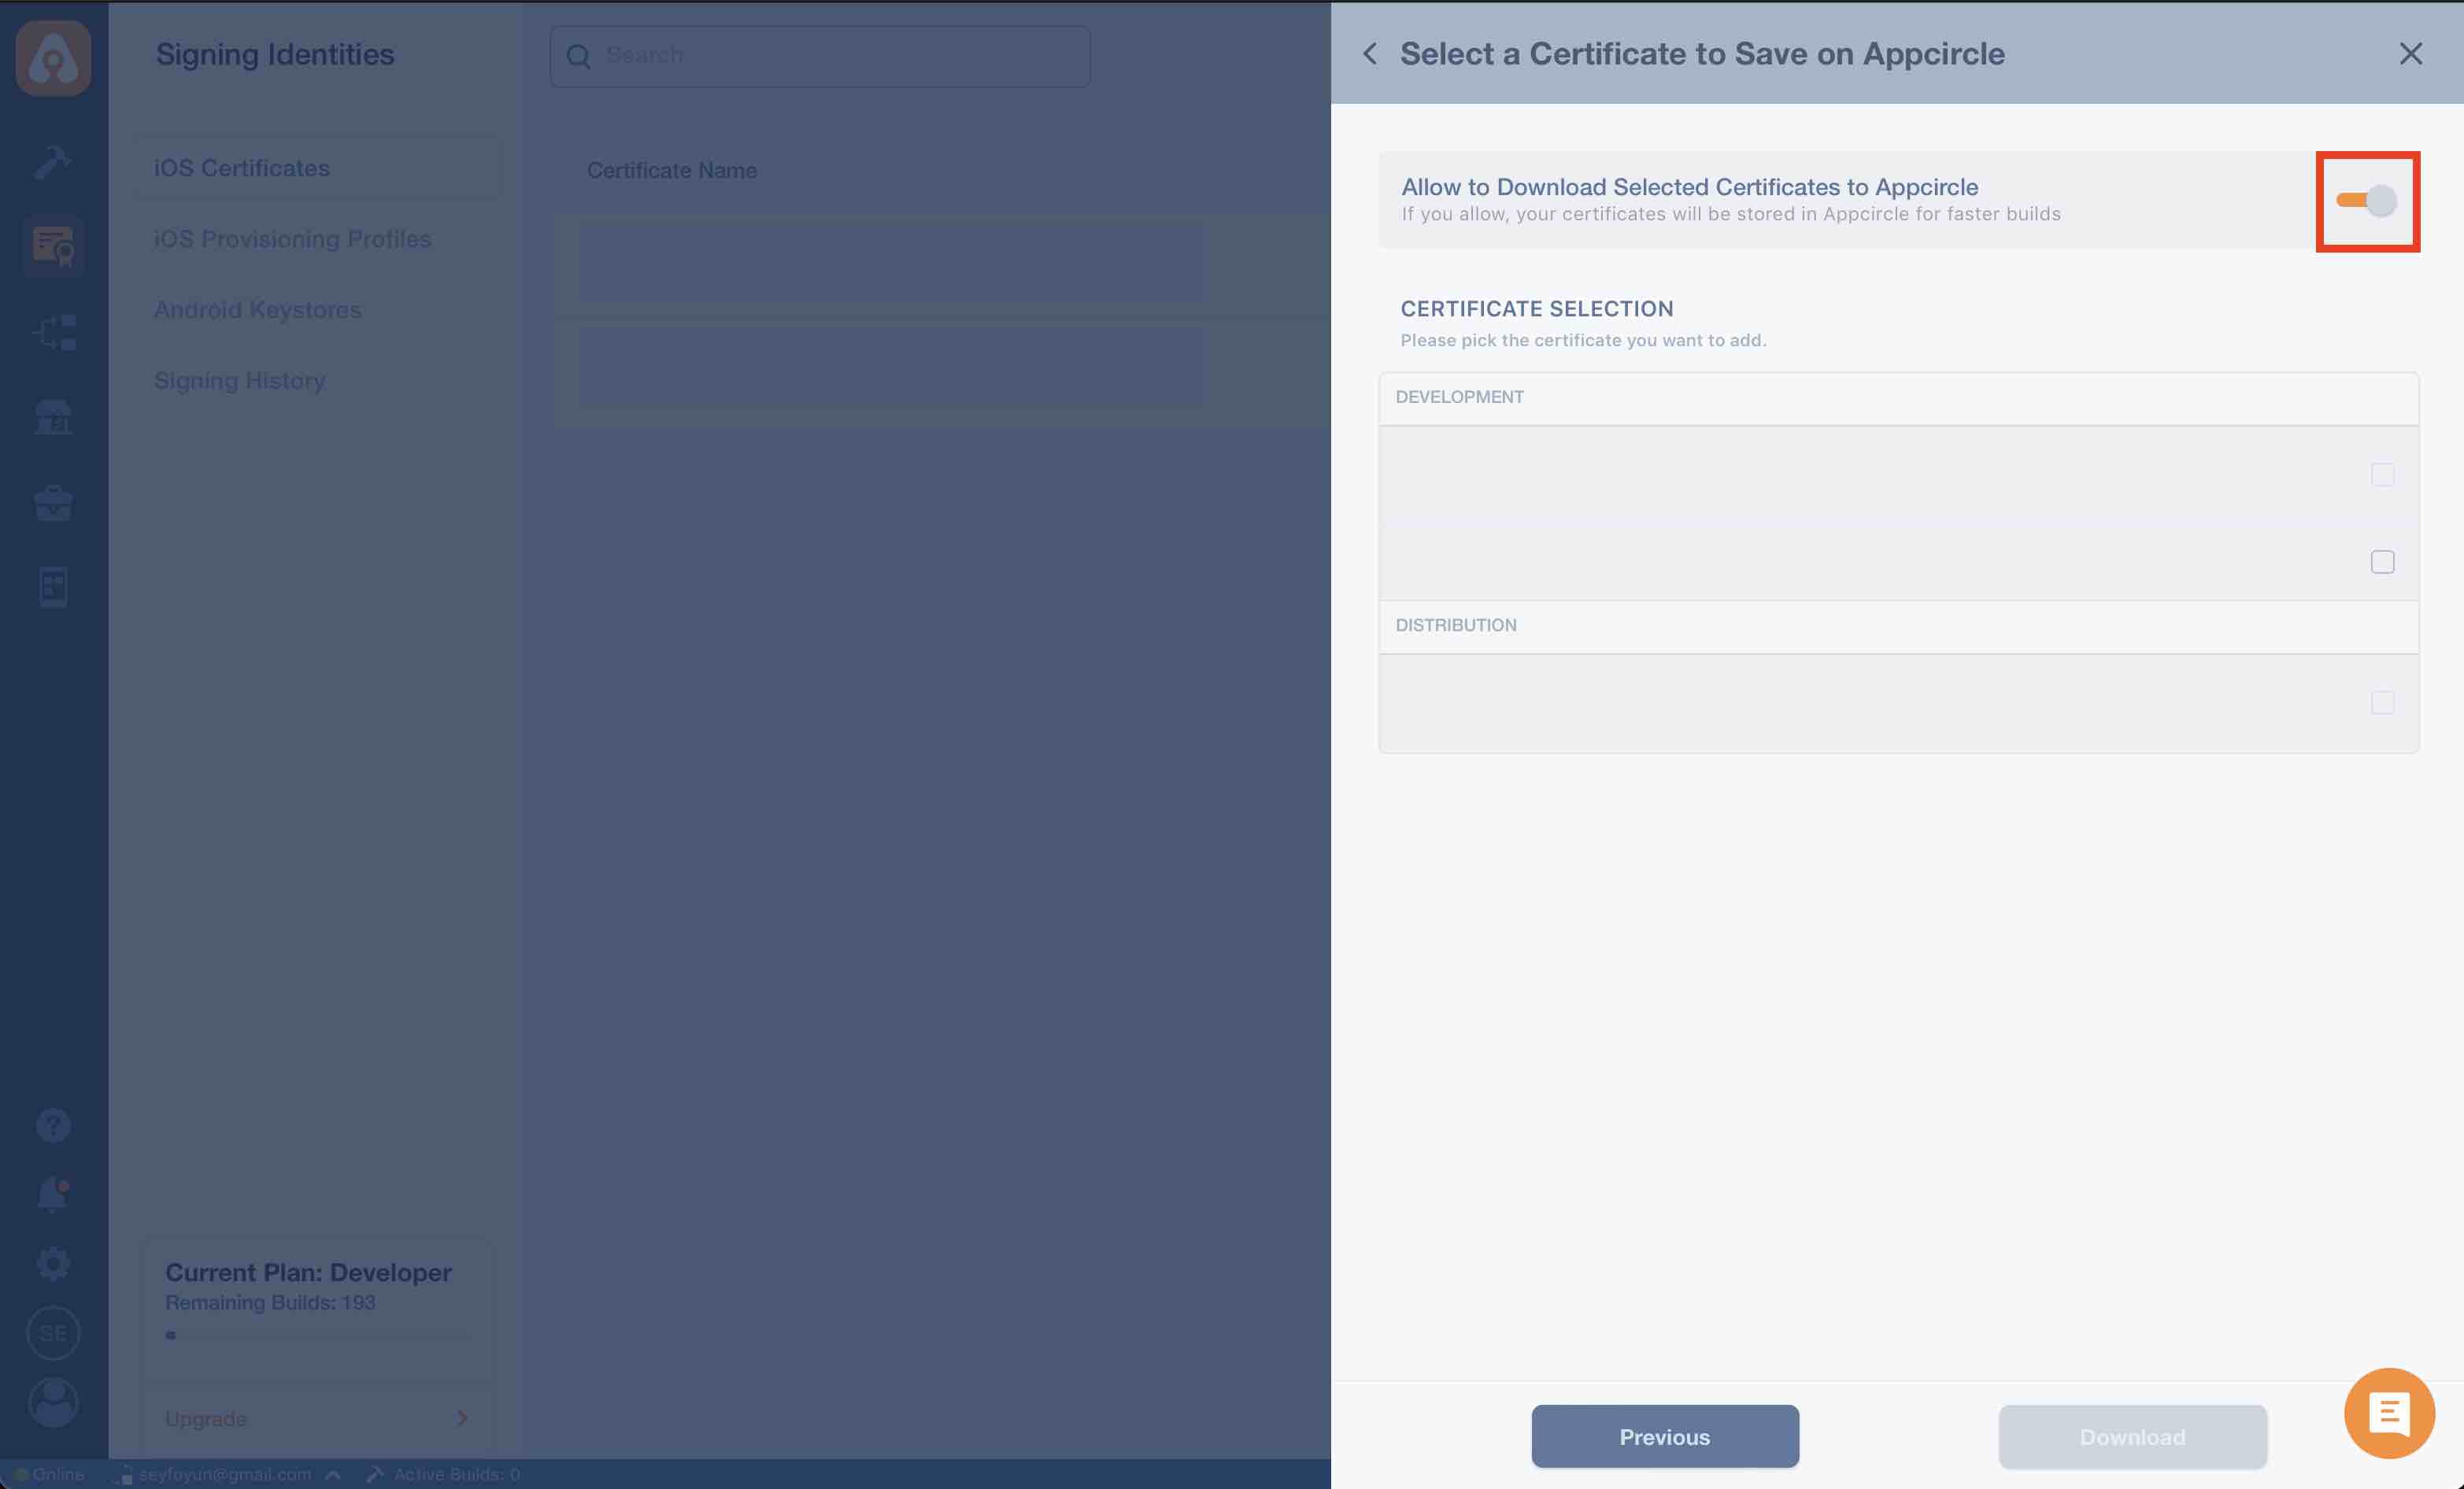 Signing Identities
iOS Certificates
iOS Provisioning Profiles
Android Keystores
Signing History
Current Plan: Developer
Remaining Builds: 193
Upgrade
SE
Online
seyfoyun@gmail.com
Active Builds: 0
Search
Certificate Name
Select a Certificate to Save on Appcircle
Allow to Download Selected Certificates to Appcircle
If you allow, your certificates will be stored in Appcircle for faster builds
CERTIFICATE SELECTION
Please pick the certificate you want to add.
DEVELOPMENT
DISTRIBUTION
Previous
Download